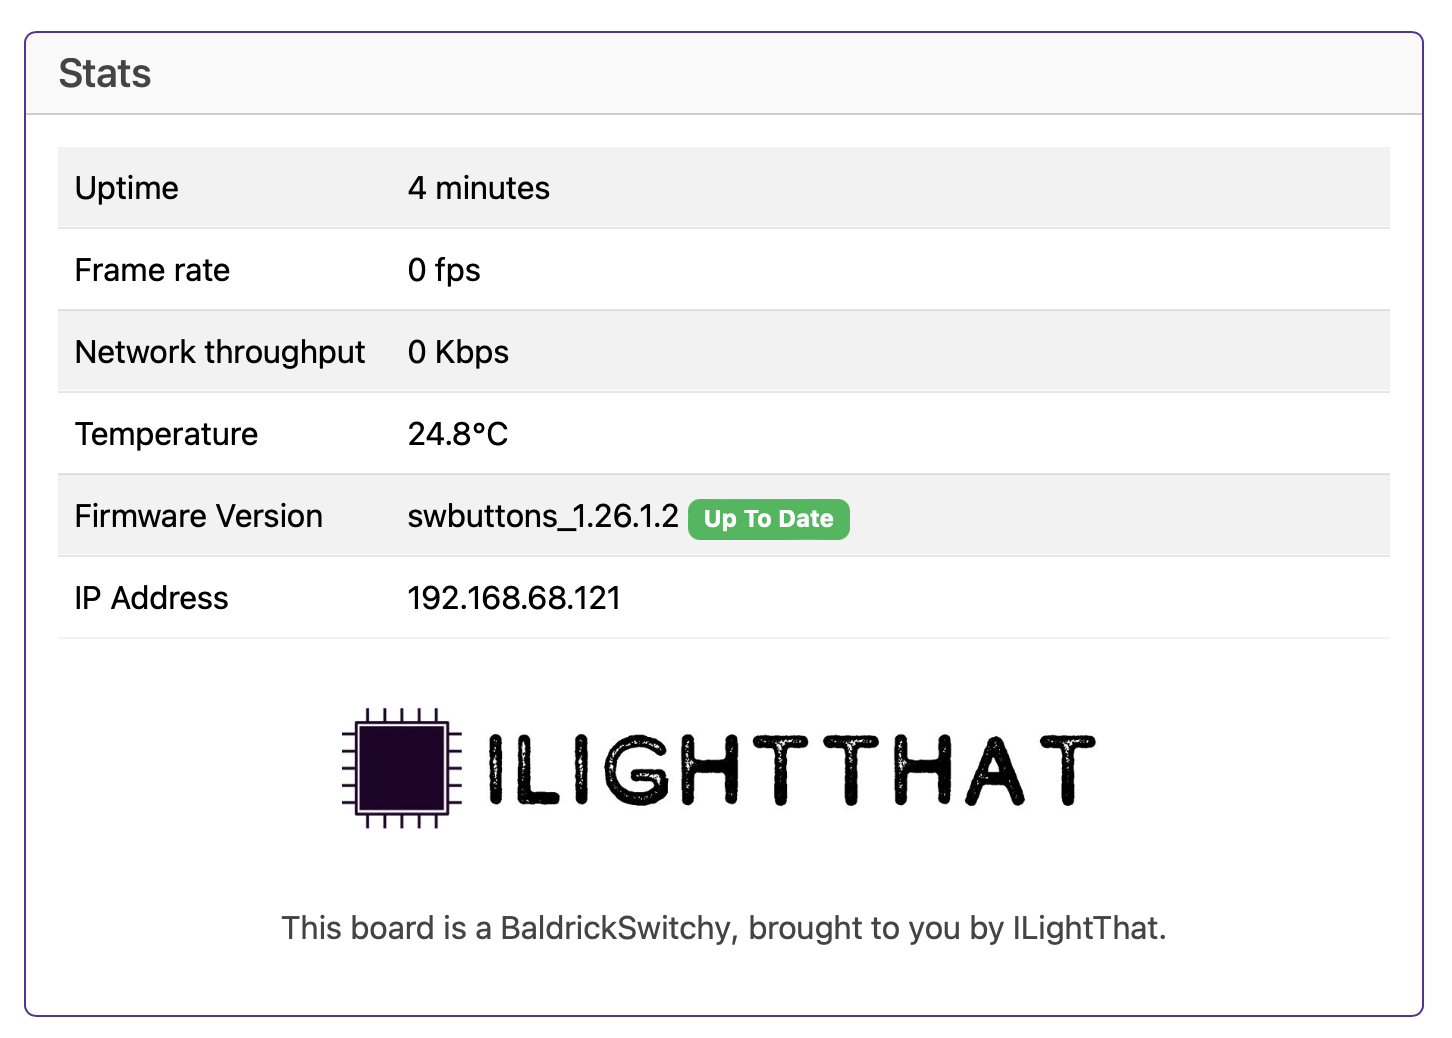 Stats
Uptime 4 minutes
Frame rate 0 fps
Network throughput 0 Kbps
Temperature 24.8°C
Firmware Version swbuttons_1.26.1.2 Up To Date
IP Address 192.168.68.121
ILIGHTTHAT
This board is a BaldrickSwitchy, brought to you by ILightThat.